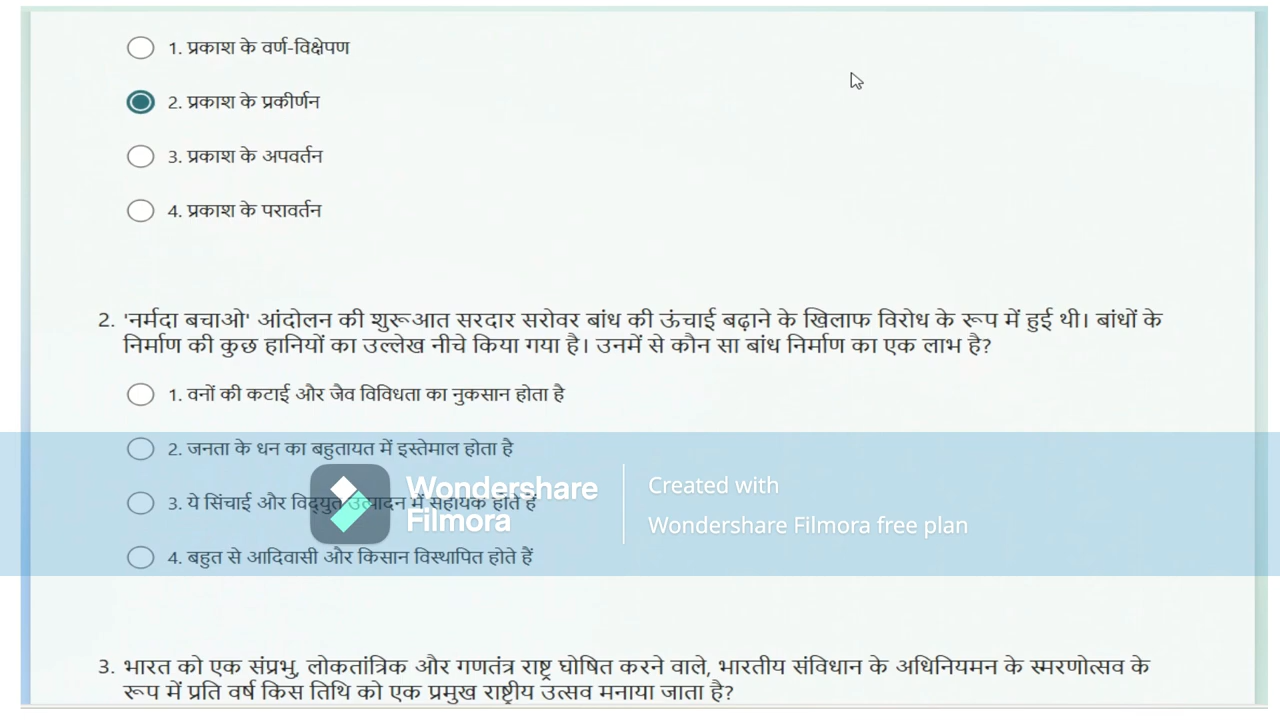 1. प्रकाश के वर्ण-विक्षेपण
2. प्रकाश के प्रकीर्णन
3. प्रकाश के अपवर्तन
4. प्रकाश के परावर्तन
2. 'नर्मदा बचाओ' आंदोलन की शुरूआत सरदार सरोवर बांध की ऊंचाई बढ़ाने के खिलाफ विरोध के रूप में हुई थी। बांधों के
निर्माण की कुछ हानियों का उल्लेख नीचे किया गया है। उनमें से कौन सा बांध निर्माण का एक लाभ है?
1. वनों की कटाई और जैव विविधता का नुकसान होता है
2. जनता के धन का बहुतायत में इस्तेमाल होता है
3. ये सिंचाई और विद्युत उत्पादन में सहायक होते हैं
4. बहुत से आदिवासी और किसान विस्थापित होते हैं
Wondershare
Filmora
Created with
Wondershare Filmora free plan
3. भारत को एक संप्रभु, लोकतांत्रिक और गणतंत्र राष्ट्र घोषित करने वाले, भारतीय संविधान के अधिनियमन के स्मरणोत्सव के
रूप में प्रति वर्ष किस तिथि को एक प्रमुख राष्ट्रीय उत्सव मनाया जाता है?